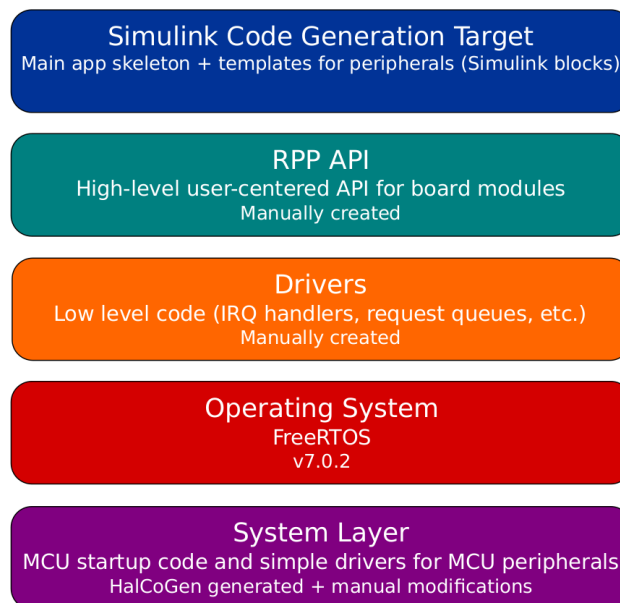 Simulink Code Generation Target
Main app skeleton + templates for peripherals (Simulink blocks)
RPP API
High-level user-centered API for board modules
Manually created
Drivers
Low level code (IRQ handlers, request queues, etc.)
Manually created
Operating System
FreeRTOS
v7.0.2
System Layer
MCU startup code and simple drivers for MCU peripherals
HalCoGen generated + manual modifications